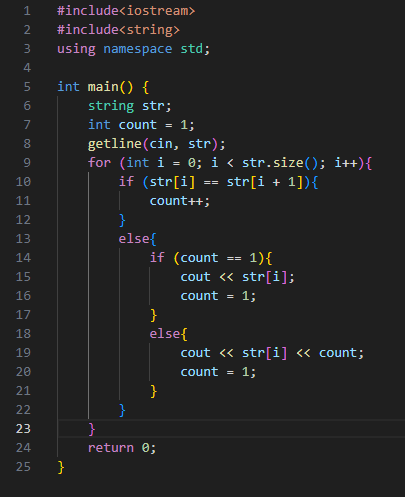 1 #include<iostream>
2 #include<string>
3 using namespace std;
4
5 int main() {
6     string str;
7     int count = 1;
8     getline(cin, str);
9     for (int i = 0; i < str.size(); i++){
10         if (str[i] == str[i + 1]){
11             count++;
12         }
13         else{
14             if (count == 1){
15                 cout << str[i];
16                 count = 1;
17             }
18             else{
19                 cout << str[i] << count;
20                 count = 1;
21             }
22         }
23     }
24     return 0;
25 }